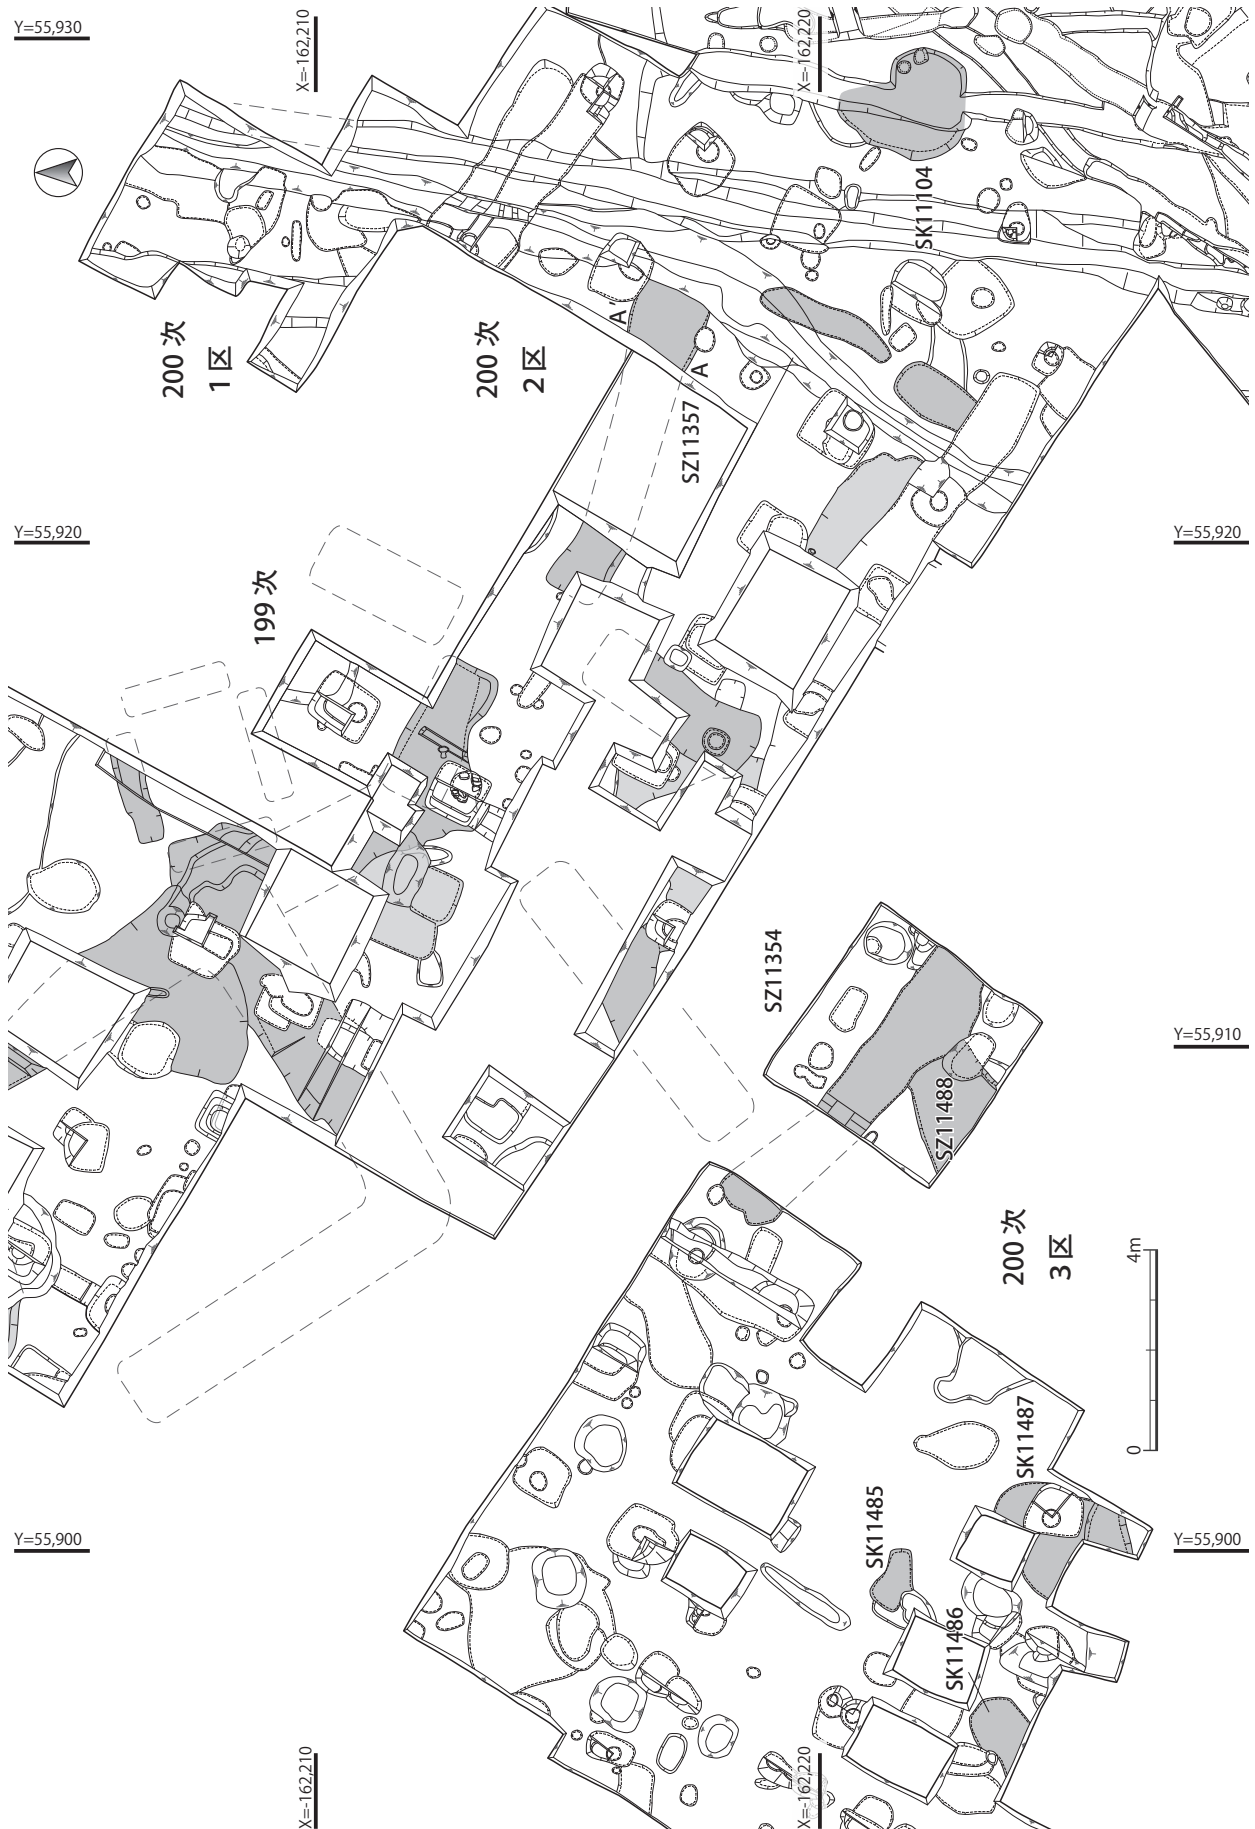 Y=55,930
X=-162,210
X=-162,220
SK11104
200 次
1 区
200 次
2 区
A'
A
SZ11357
Y=55,920
Y=55,920
199 次
SZ11354
Y=55,910
SZ11488
200 次
3 区
4m
0
SK11487
SK11485
Y=55,900
Y=55,900
SK11486
X=-162,210
X=-162,220